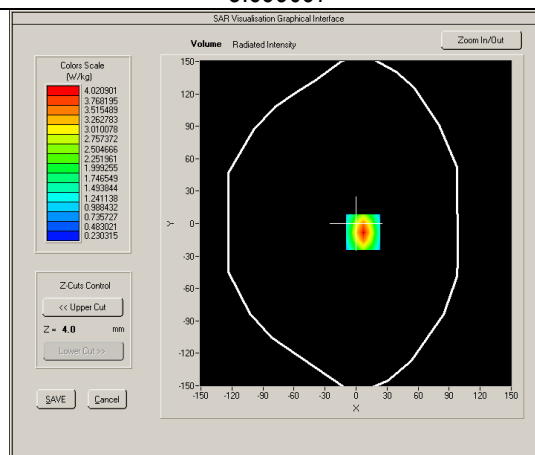 SAR Visualisation Graphical Interface
Volume Radiated Intensity
Zoom In/Out
Colors Scale
(W/kg)
4.020901
3.768195
3.515489
3.262783
3.010078
2.757372
2.504666
2.251961
1.999255
1.746549
1.493844
1.241138
0.988432
0.735727
0.483021
0.230315
150-
120-
90-
60-
30-
0-
-30-
-60-
-90-
-120-
-150-
Y
-150 -120 -90 -60 -30 0 30 60 90 120 150
X
Z-Cuts Control
<< Upper Cut
Z = 4.0 mm
Lower Cut >>
SAVE
Cancel